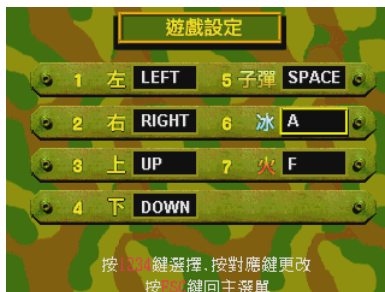 遊戲設定
1 左 LEFT 5 子彈 SPACE
2 右 RIGHT 6 冰 A
3 上 UP 7 火 F
4 下 DOWN
按1234鍵選擇,按對應鍵更改
按ESC鍵回主選單